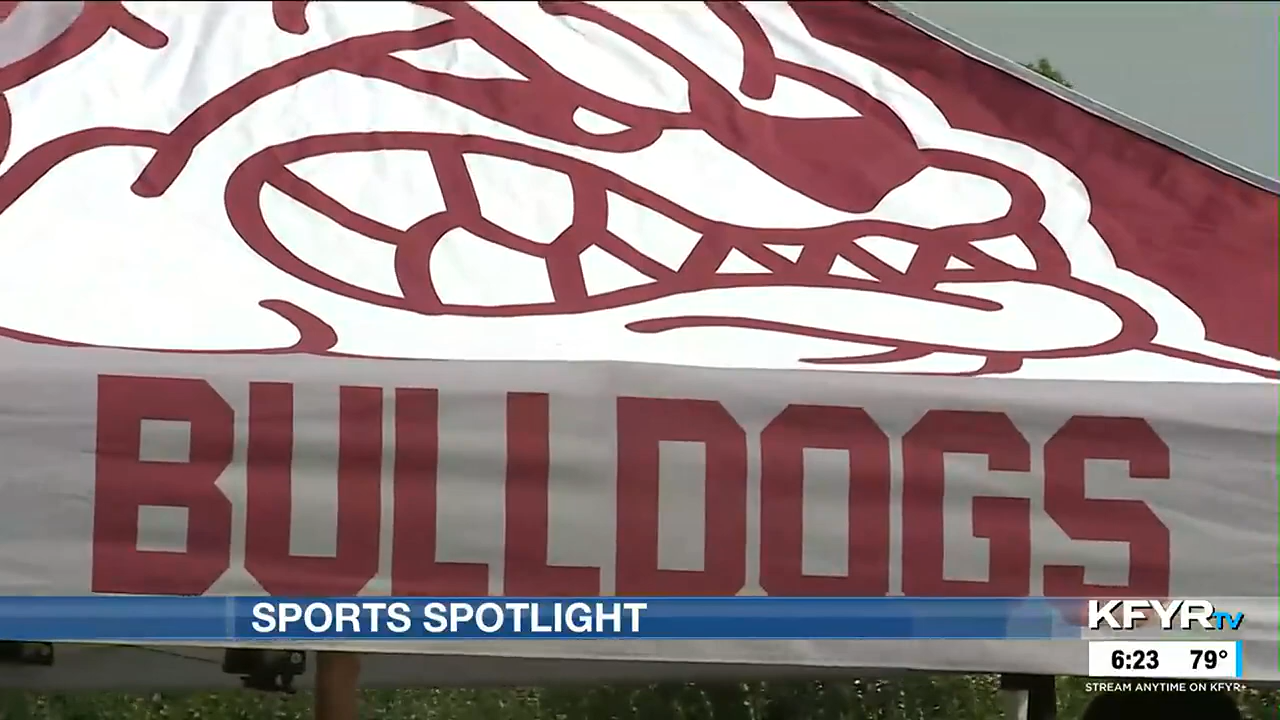 BULLDOGS
SPORTS SPOTLIGHT
KFYRTV
6:23 79°
STREAM ANYTIME ON KFYR+